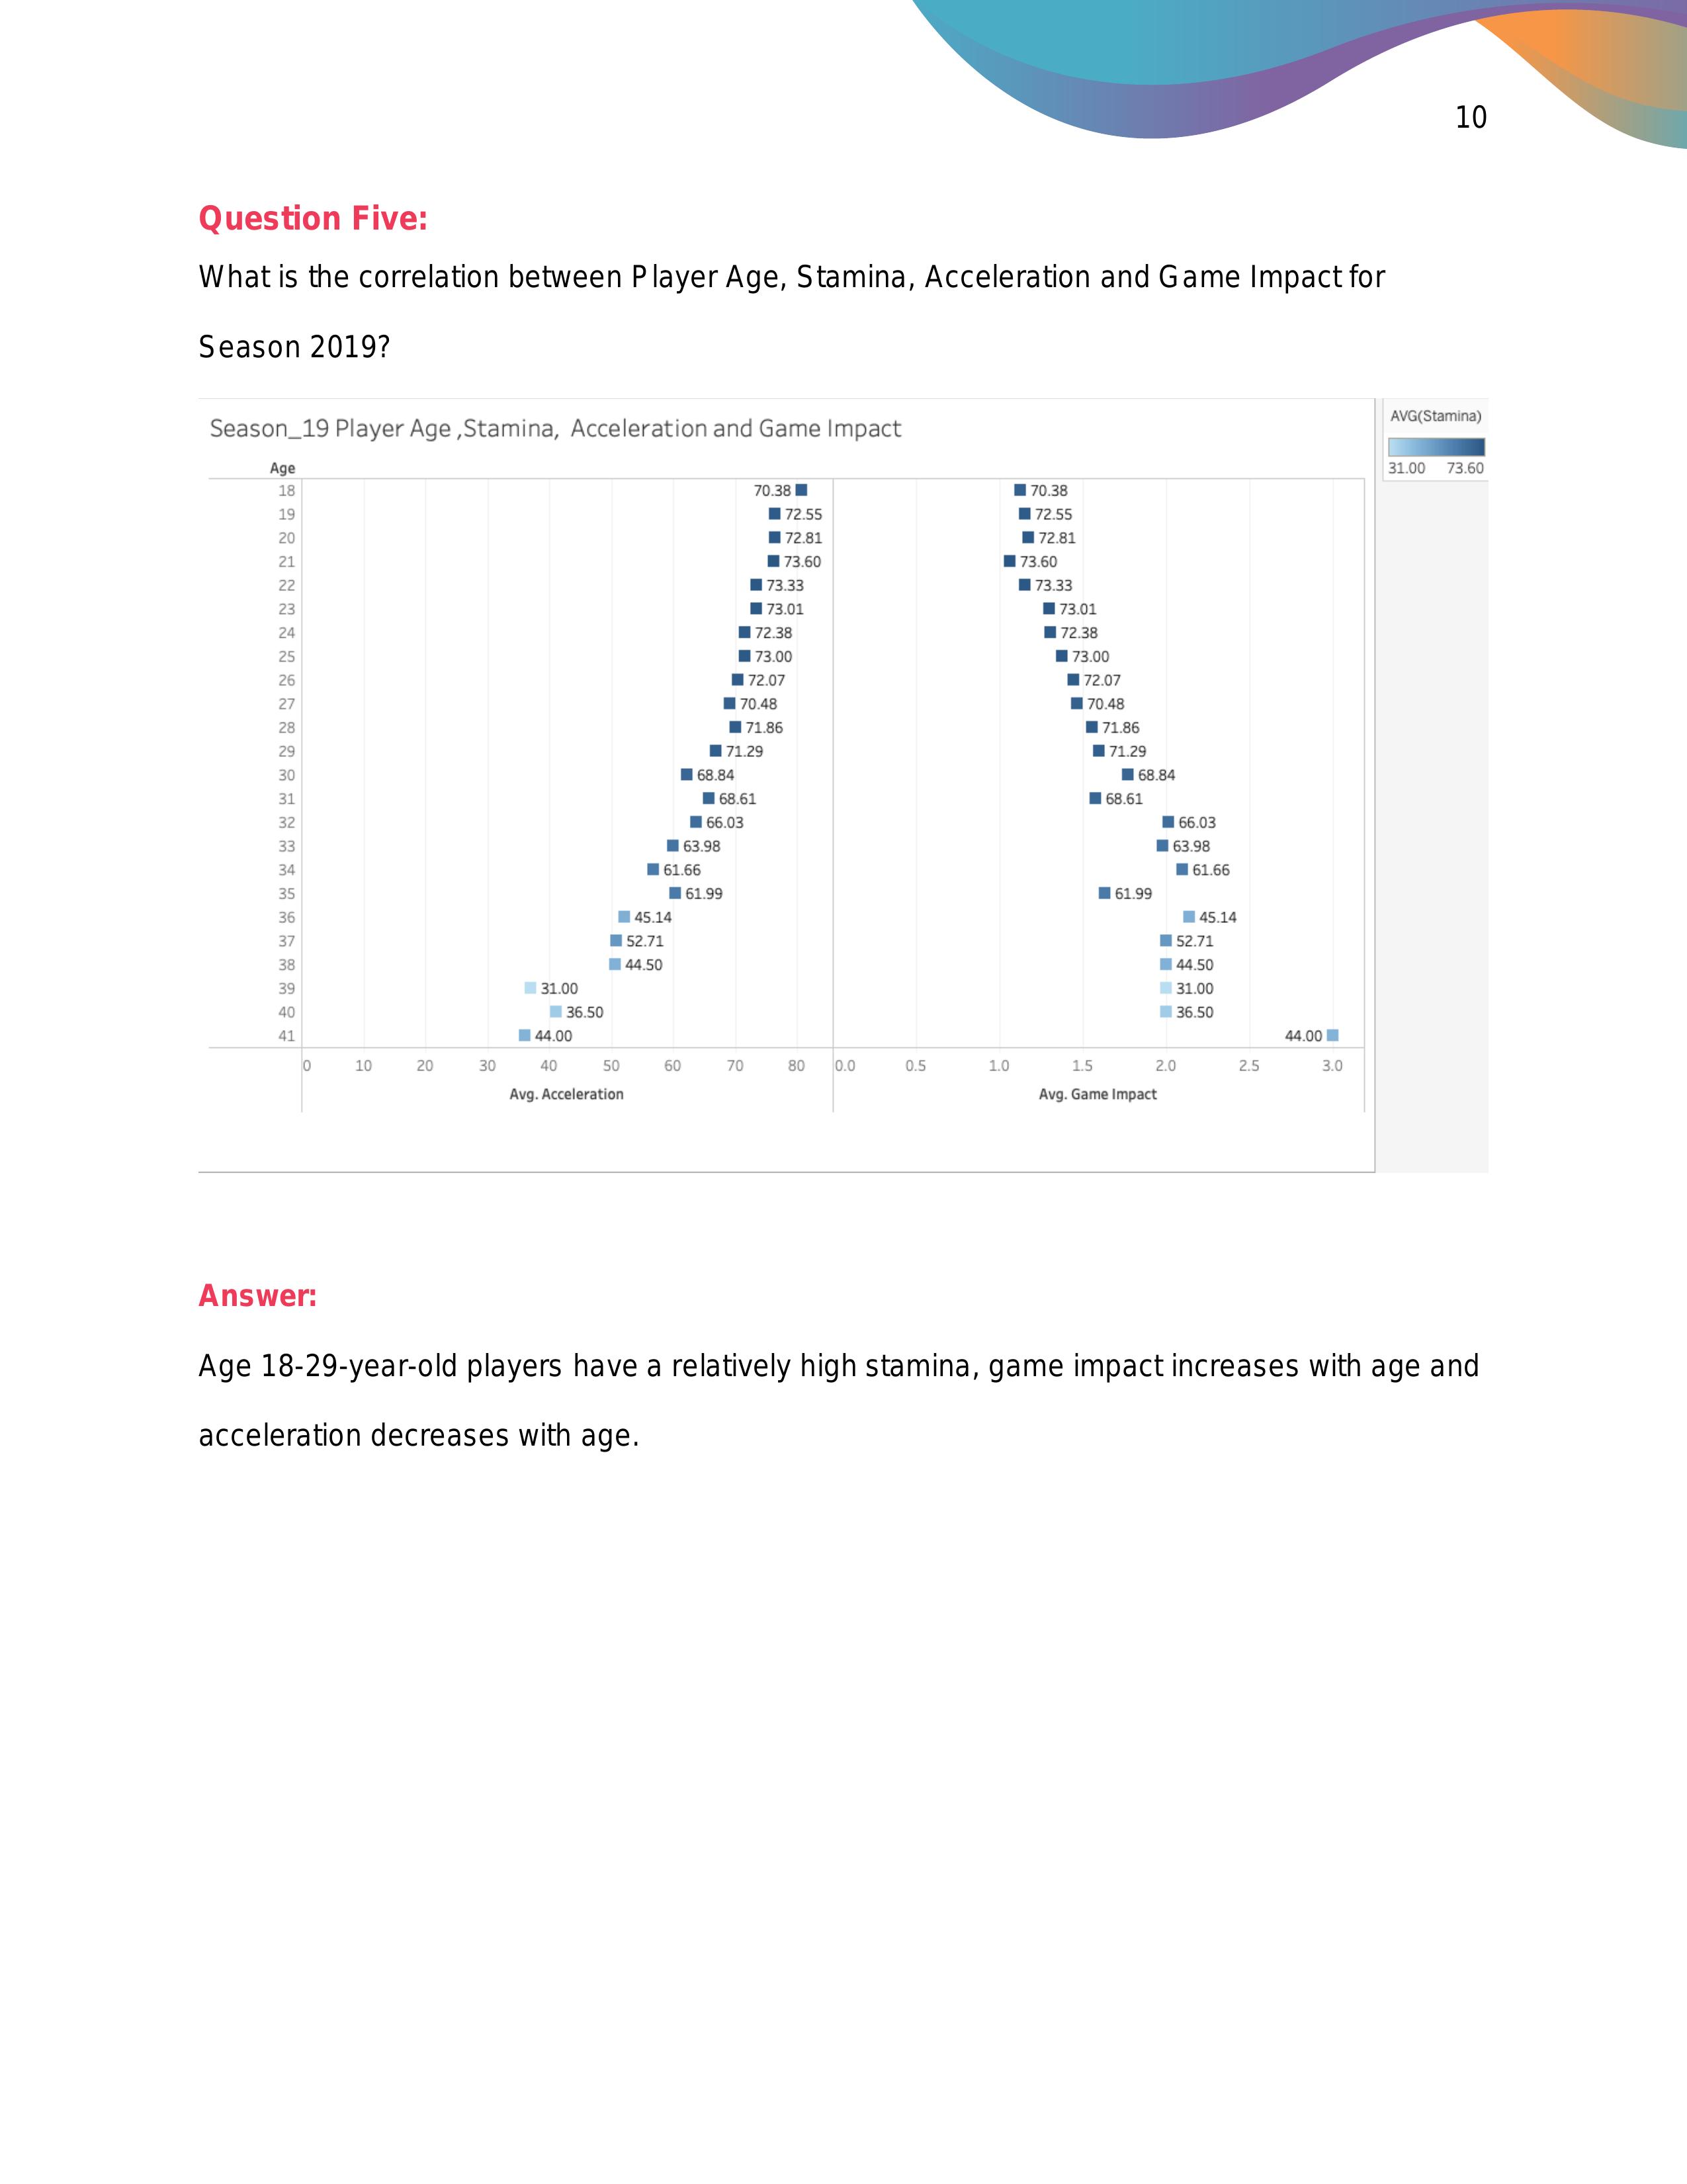 10
Question Five:
What is the correlation between Player Age, Stamina, Acceleration and Game Impact for
Season 2019?
Season_19 Player Age ,Stamina, Acceleration and Game Impact
AVG(Stamina)
31.00 73.60
Age
18 70.38 70.38
19 72.55 72.55
20 72.81 72.81
21 73.60 73.60
22 73.33 73.33
23 73.01 73.01
24 72.38 72.38
25 73.00 73.00
26 72.07 72.07
27 70.48 70.48
28 71.86 71.86
29 71.29 71.29
30 68.84 68.84
31 68.61 68.61
32 66.03 66.03
33 63.98 63.98
34 61.66 61.66
35 61.99 61.99
36 45.14 45.14
37 52.71 52.71
38 44.50 44.50
39 31.00 31.00
40 36.50 36.50
41 44.00 44.00
0 10 20 30 40 50 60 70 80 0.0 0.5 1.0 1.5 2.0 2.5 3.0
Avg. Acceleration Avg. Game Impact
Answer:
Age 18-29-year-old players have a relatively high stamina, game impact increases with age and
acceleration decreases with age.